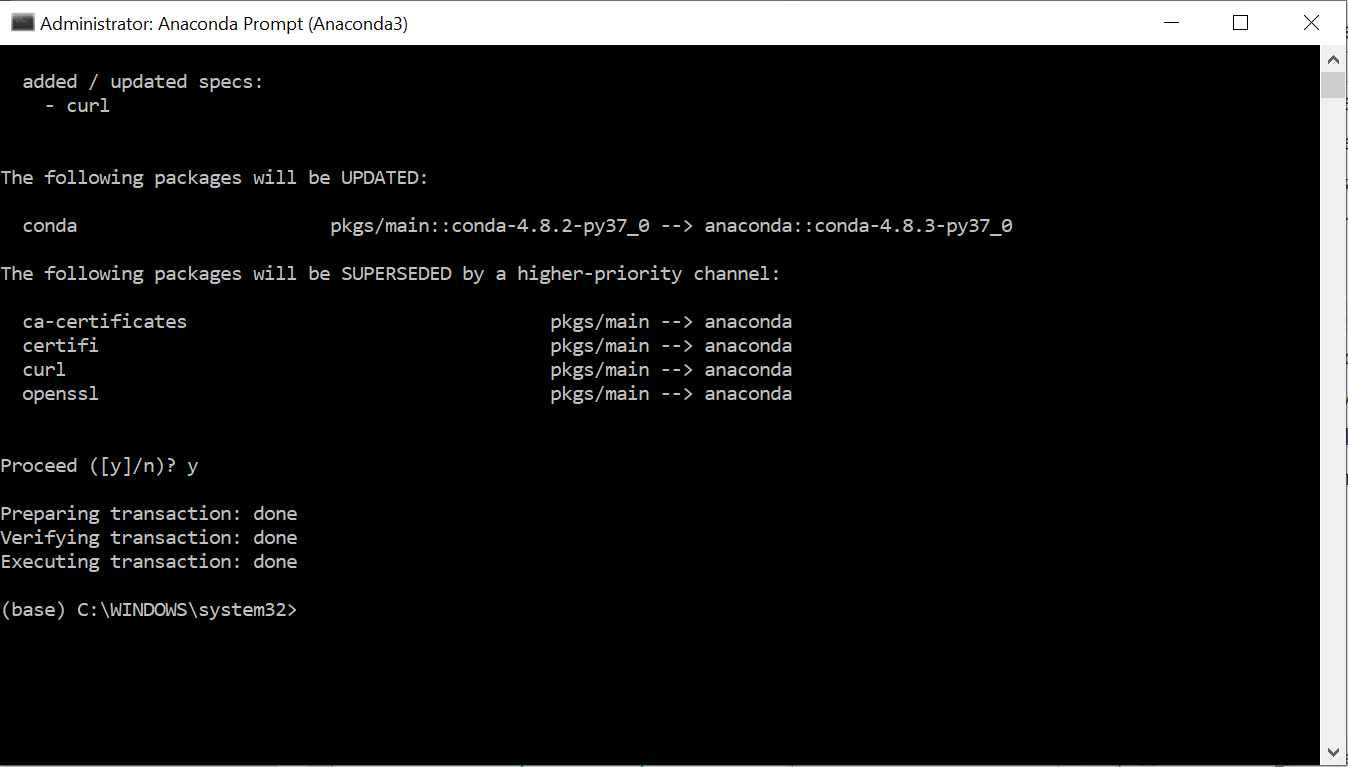 Administrator: Anaconda Prompt (Anaconda3)
added / updated specs:
- curl
The following packages will be UPDATED:
conda pkgs/main::conda-4.8.2-py37_0 --> anaconda::conda-4.8.3-py37_0
The following packages will be SUPERSEDED by a higher-priority channel:
ca-certificates pkgs/main --> anaconda
certifi pkgs/main --> anaconda
curl pkgs/main --> anaconda
openssl pkgs/main --> anaconda
Proceed ([y]/n)? y
Preparing transaction: done
Verifying transaction: done
Executing transaction: done
(base) C:\WINDOWS\system32>